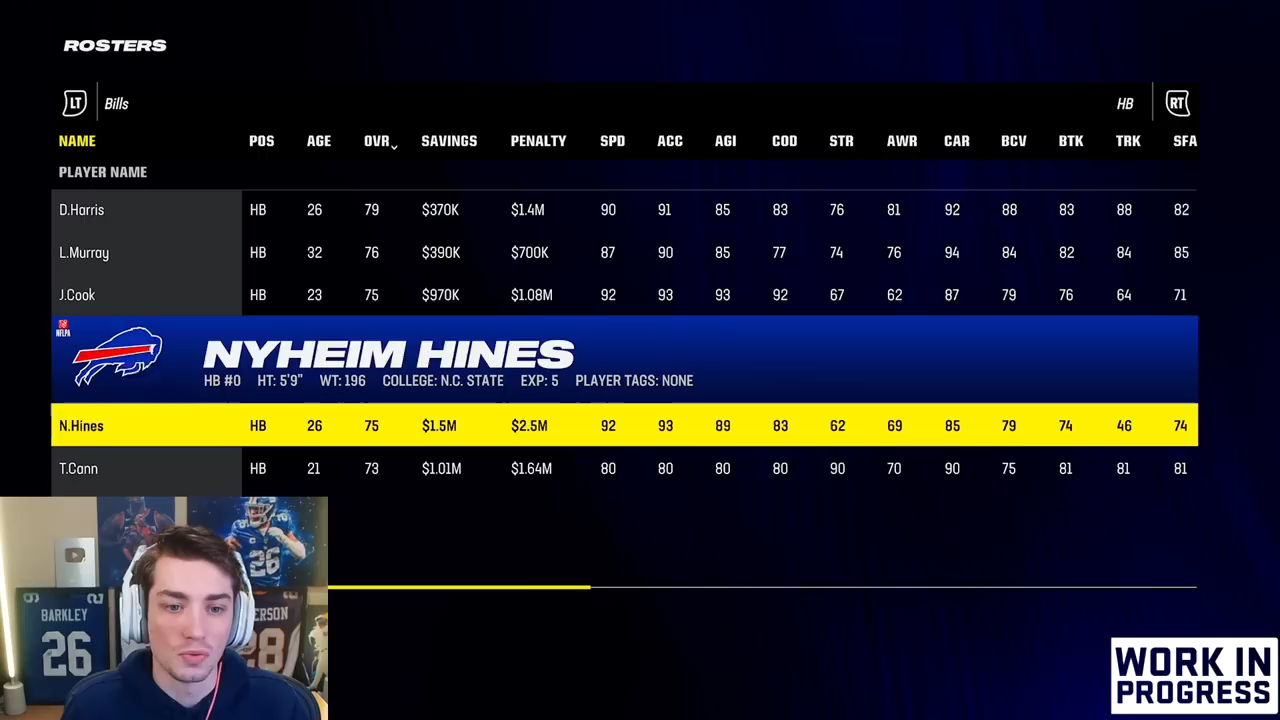 ROSTERS
LT Bills HB RT
NAME POS AGE OVR SAVINGS PENALTY SPD ACC AGI COD STR AWR CAR BCV BTK TRK SFA
PLAYER NAME
D.Harris HB 26 79 $370K $1.4M 90 91 85 83 76 81 92 88 83 88 82
L.Murray HB 32 76 $390K $700K 87 90 85 77 74 76 94 84 82 84 85
J.Cook HB 23 75 $970K $1.08M 92 93 93 92 67 62 87 79 76 64 71
NFLPA
NYHEIM HINES
HB #0 HT: 5'9" WT: 196 COLLEGE: N.C. STATE EXP: 5 PLAYER TAGS: NONE
N.Hines HB 26 75 $1.5M $2.5M 92 93 89 83 62 69 85 79 74 46 74
T.Cann HB 21 73 $1.01M $1.64M 80 80 80 80 90 70 90 75 81 81 81
26
BARKLEY
26
ERSON
28
WORK IN
PROGRESS